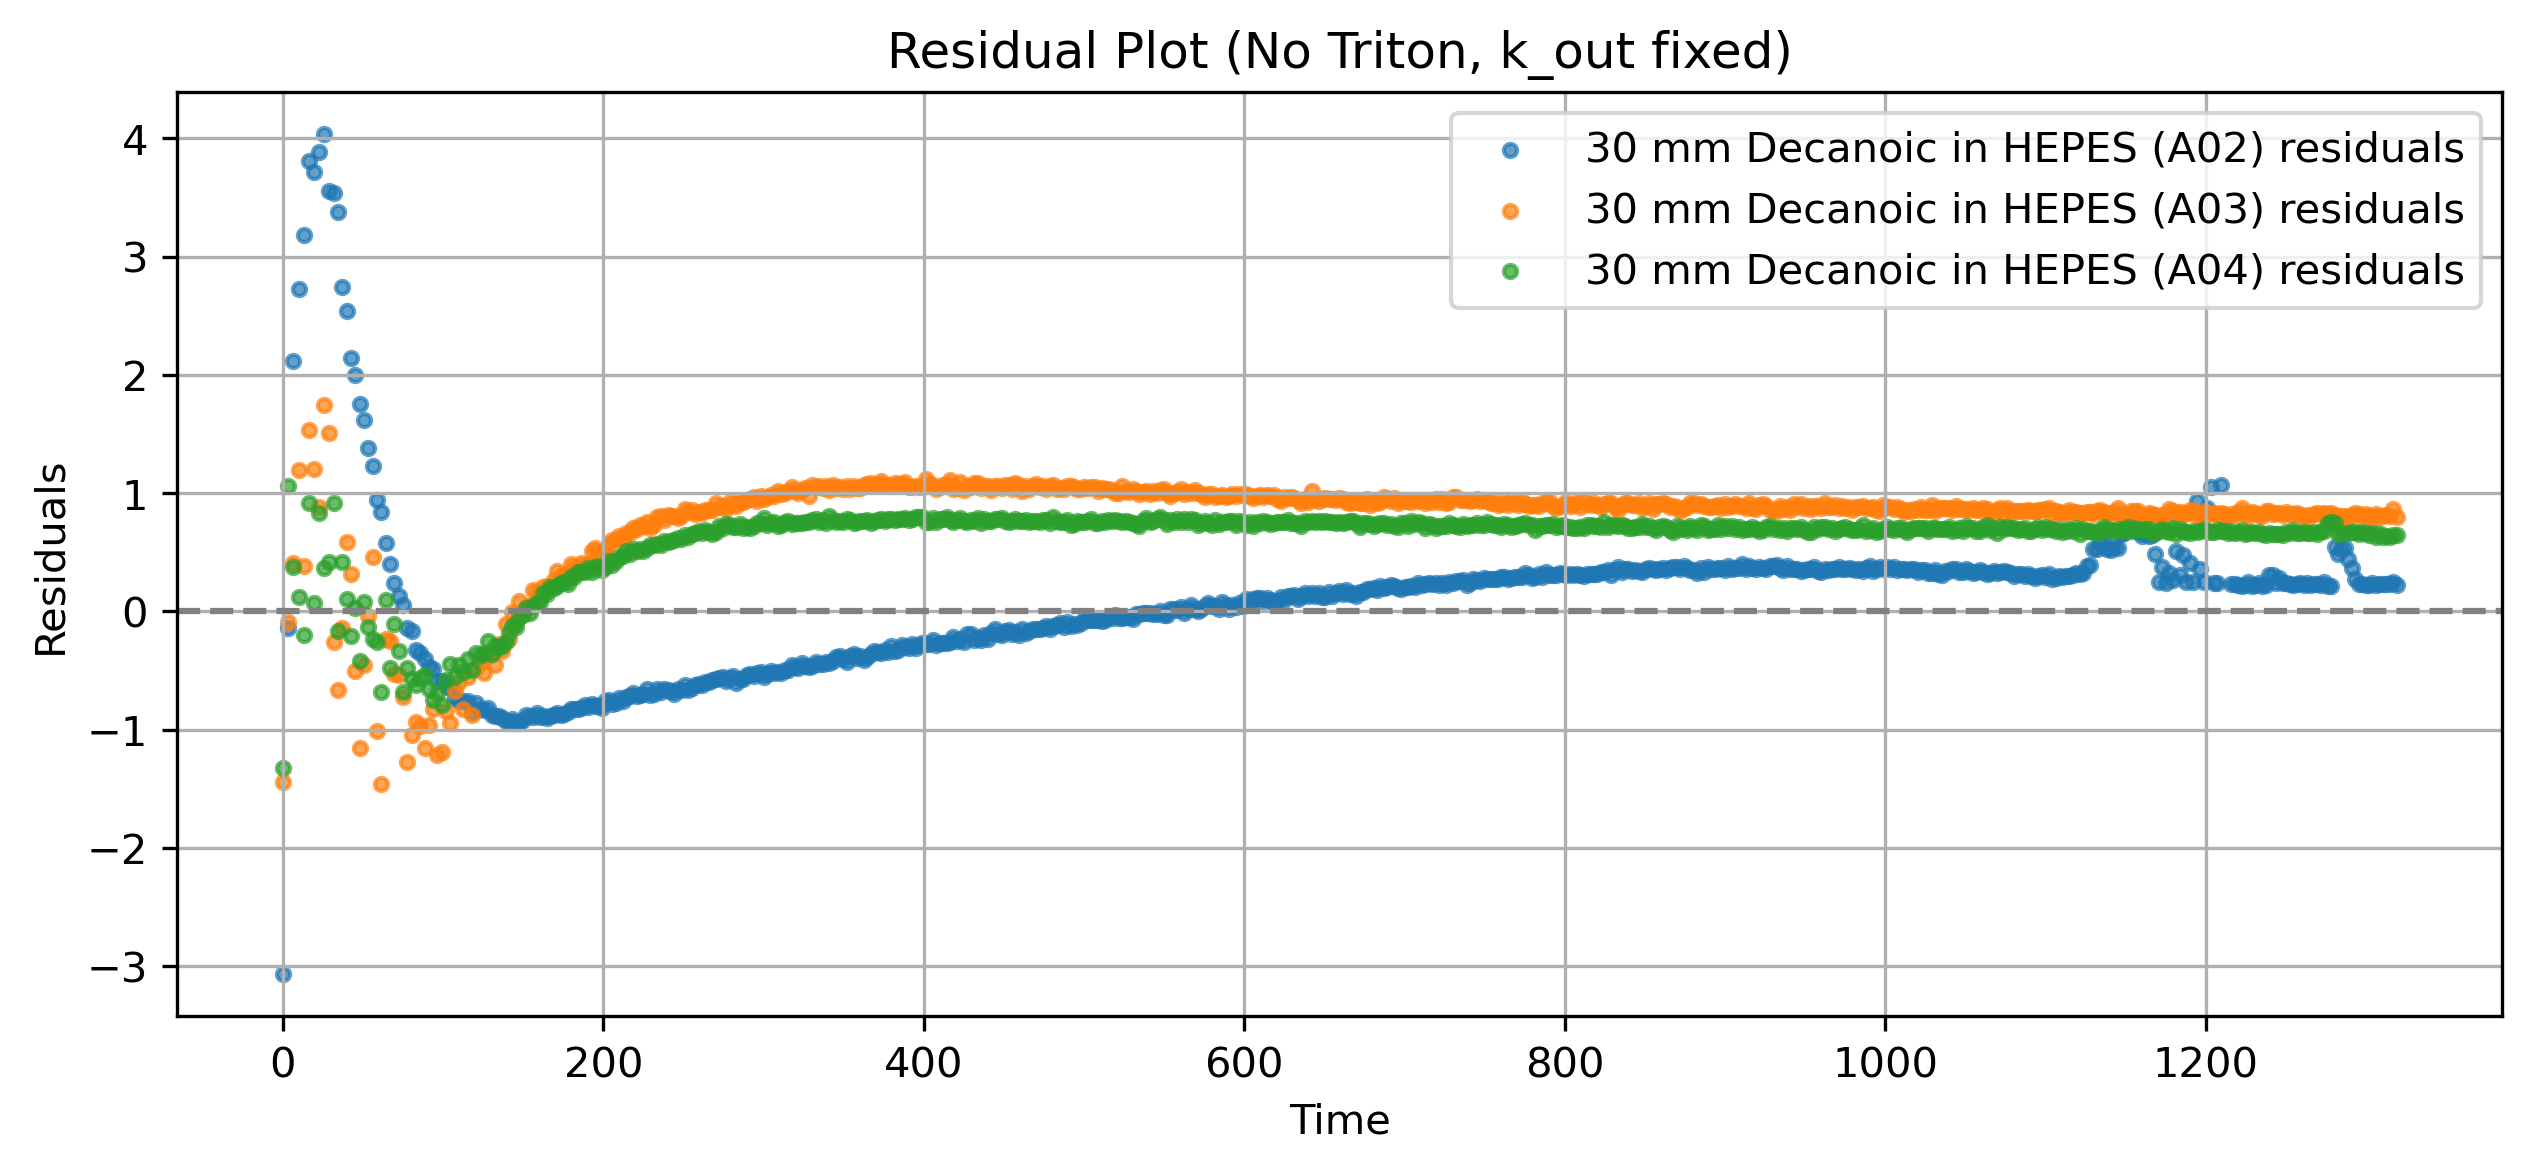 Residual Plot (No Triton, k_out fixed)
30 mm Decanoic in HEPES (A02) residuals
30 mm Decanoic in HEPES (A03) residuals
30 mm Decanoic in HEPES (A04) residuals
Residuals
4
3
2
1
0
−1
−2
−3
0 200 400 600 800 1000 1200
Time